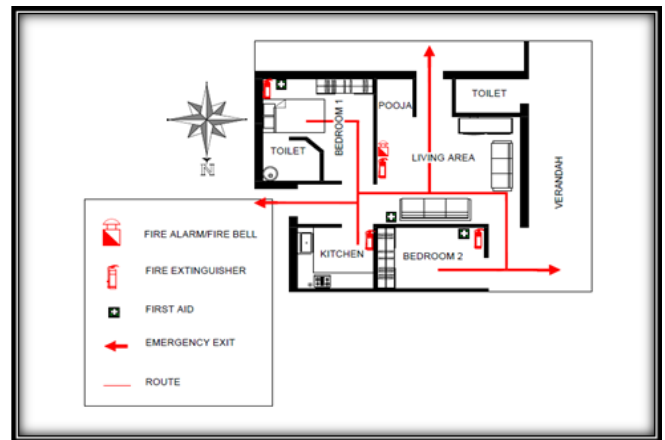 POOJA
TOILET
BEDROOM 1
TOILET
LIVING AREA
VERANDAH
N
KITCHEN
BEDROOM 2
FIRE ALARM/FIRE BELL
FIRE EXTINGUISHER
FIRST AID
EMERGENCY EXIT
ROUTE